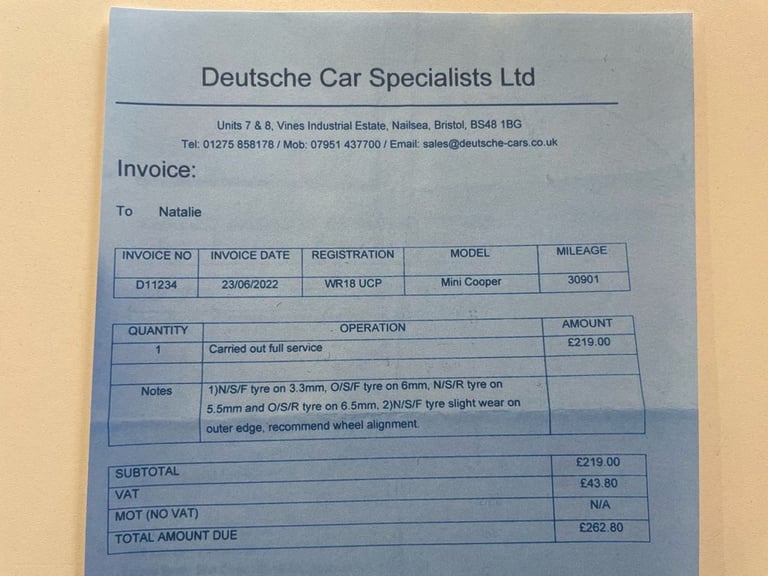 Deutsche Car Specialists Ltd
Units 7 & 8, Vines Industrial Estate, Nailsea, Bristol, BS48 1BG
Tel: 01275 858178 / Mob: 07951 437700 / Email: sales@deutsche-cars.co.uk
Invoice:
To Natalie
INVOICE NO INVOICE DATE REGISTRATION MODEL MILEAGE
D11234 23/06/2022 WR18 UCP Mini Cooper 30901
QUANTITY OPERATION AMOUNT
1 Carried out full service £219.00
Notes 1)N/S/F tyre on 3.3mm, O/S/F tyre on 6mm, N/S/R tyre on
5.5mm and O/S/R tyre on 6.5mm, 2)N/S/F tyre slight wear on
outer edge, recommend wheel alignment.
SUBTOTAL £219.00
VAT £43.80
MOT (NO VAT) N/A
TOTAL AMOUNT DUE £262.80